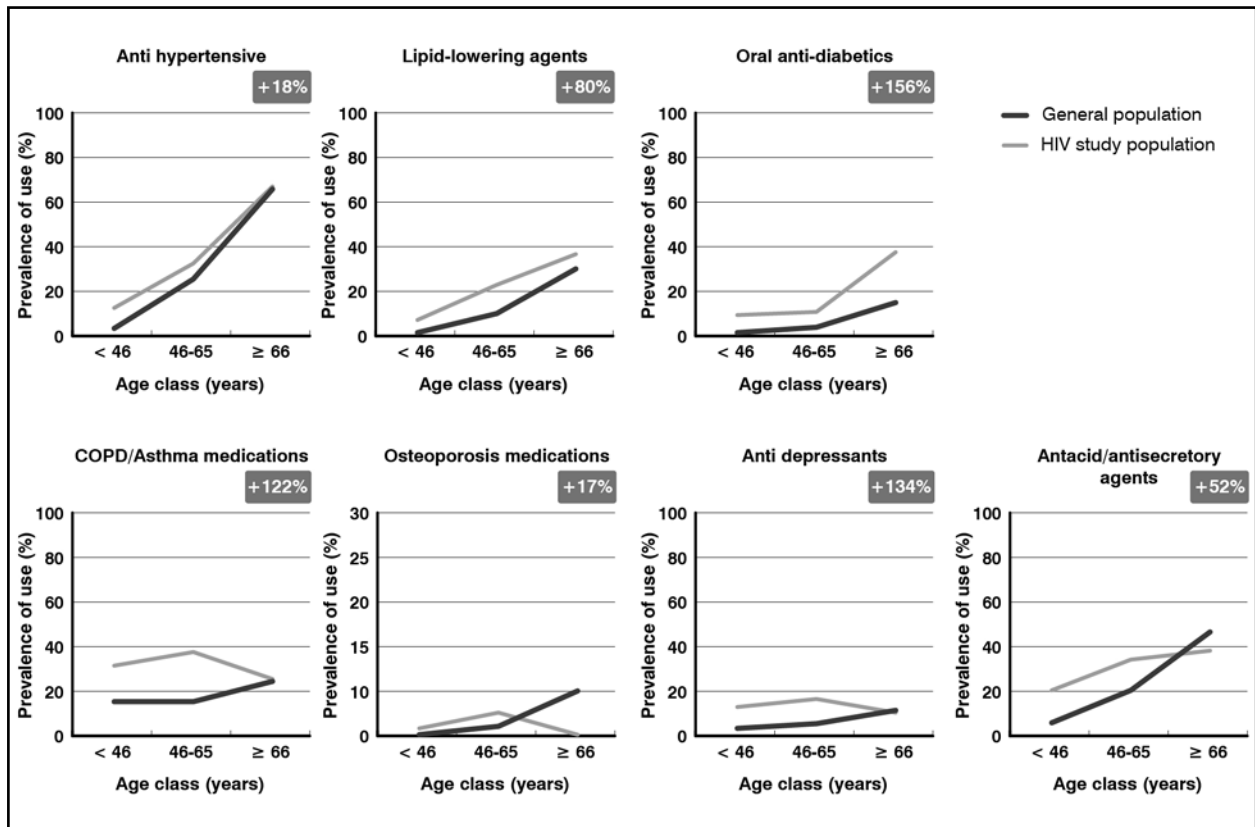 Anti hypertensive
+18%
Prevalence of use (%)
100
80
60
40
20
0
< 46
46-65
≥ 66
Age class (years)
Lipid-lowering agents
+80%
Prevalence of use (%)
100
80
60
40
20
0
< 46
46-65
≥ 66
Age class (years)
Oral anti-diabetics
+156%
Prevalence of use (%)
100
80
60
40
20
0
< 46
46-65
≥ 66
Age class (years)
General population
HIV study population
COPD/Asthma medications
+122%
Prevalence of use (%)
100
80
60
40
20
0
< 46
46-65
≥ 66
Age class (years)
Osteoporosis medications
+17%
Prevalence of use (%)
30
25
20
15
10
0
< 46
46-65
≥ 66
Age class (years)
Anti depressants
+134%
Prevalence of use (%)
100
80
60
40
20
0
< 46
46-65
≥ 66
Age class (years)
Antacid/antisecretory
agents
+52%
Prevalence of use (%)
100
80
60
40
20
0
< 46
46-65
≥ 66
Age class (years)